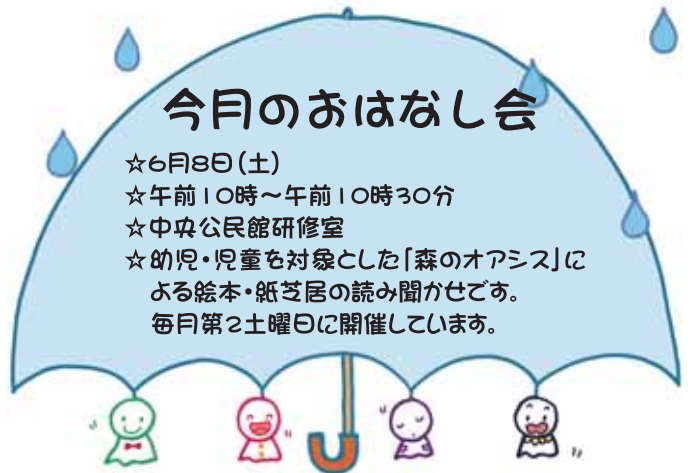 今月のおはなし会
☆6月8日(土)
☆午前10時～午前10時30分
☆中央公民館研修室
☆幼児・児童を対象とした「森のオアシス」に
よる絵本・紙芝居の読み聞かせです。
毎月第2土曜日に開催しています。